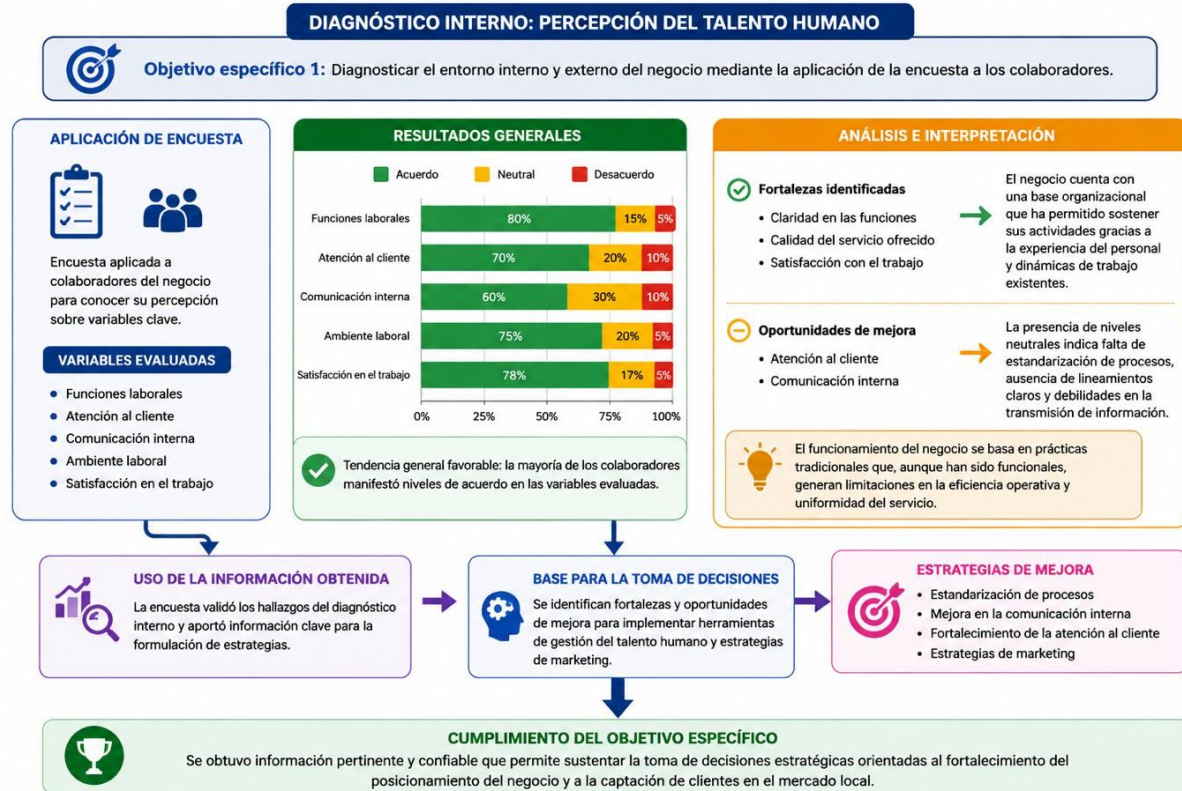 DIAGNÓSTICO INTERNO: PERCEPCIÓN DEL TALENTO HUMANO
Objetivo específico 1: Diagnosticar el entorno interno y externo del negocio mediante la aplicación de la encuesta a los colaboradores.
APLICACIÓN DE ENCUESTA
Encuesta aplicada a
colaboradores del negocio
para conocer su percepción
sobre variables clave.
VARIABLES EVALUADAS
• Funciones laborales
• Atención al cliente
• Comunicación interna
• Ambiente laboral
• Satisfacción en el trabajo
RESULTADOS GENERALES
Acuerdo Neutral Desacuerdo
Funciones laborales 80% 15% 5%
Atención al cliente 70% 20% 10%
Comunicación interna 60% 30% 10%
Ambiente laboral 75% 20% 5%
Satisfacción en el trabajo 78% 17% 5%
0% 25% 50% 75% 100%
Tendencia general favorable: la mayoría de los colaboradores
manifestó niveles de acuerdo en las variables evaluadas.
ANÁLISIS E INTERPRETACIÓN
Fortalezas identificadas
• Claridad en las funciones
• Calidad del servicio ofrecido
• Satisfacción con el trabajo
El negocio cuenta con
una base organizacional
que ha permitido sostener
sus actividades gracias a
la experiencia del personal
y dinámicas de trabajo
existentes.
Oportunidades de mejora
• Atención al cliente
• Comunicación interna
La presencia de niveles
neutrales indica falta de
estandarización de procesos,
ausencia de lineamientos
claros y debilidades en la
transmisión de información.
El funcionamiento del negocio se basa en prácticas
tradicionales que, aunque han sido funcionales,
generan limitaciones en la eficiencia operativa y
uniformidad del servicio.
USO DE LA INFORMACIÓN OBTENIDA
La encuesta validó los hallazgos del diagnóstico
interno y aportó información clave para la
formulación de estrategias.
BASE PARA LA TOMA DE DECISIONES
Se identifican fortalezas y oportunidades
de mejora para implementar herramientas
de gestión del talento humano y estrategias
de marketing.
ESTRATEGIAS DE MEJORA
• Estandarización de procesos
• Mejora en la comunicación interna
• Fortalecimiento de la atención al cliente
• Estrategias de marketing
CUMPLIMIENTO DEL OBJETIVO ESPECÍFICO
Se obtuvo información pertinente y confiable que permite sustentar la toma de decisiones estratégicas orientadas al fortalecimiento del
posicionamiento del negocio y a la captación de clientes en el mercado local.